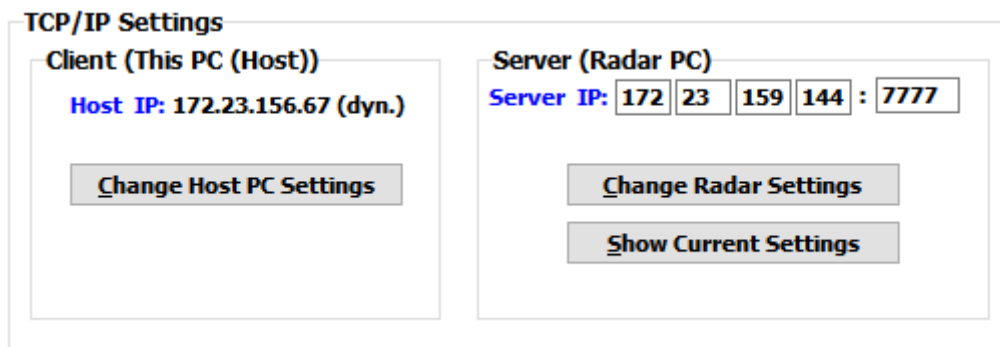 TCP/IP Settings
Client (This PC (Host))
Host IP: 172.23.156.67 (dyn.)
Change Host PC Settings
Server (Radar PC)
Server IP: 172 23 159 144 : 7777
Change Radar Settings
Show Current Settings